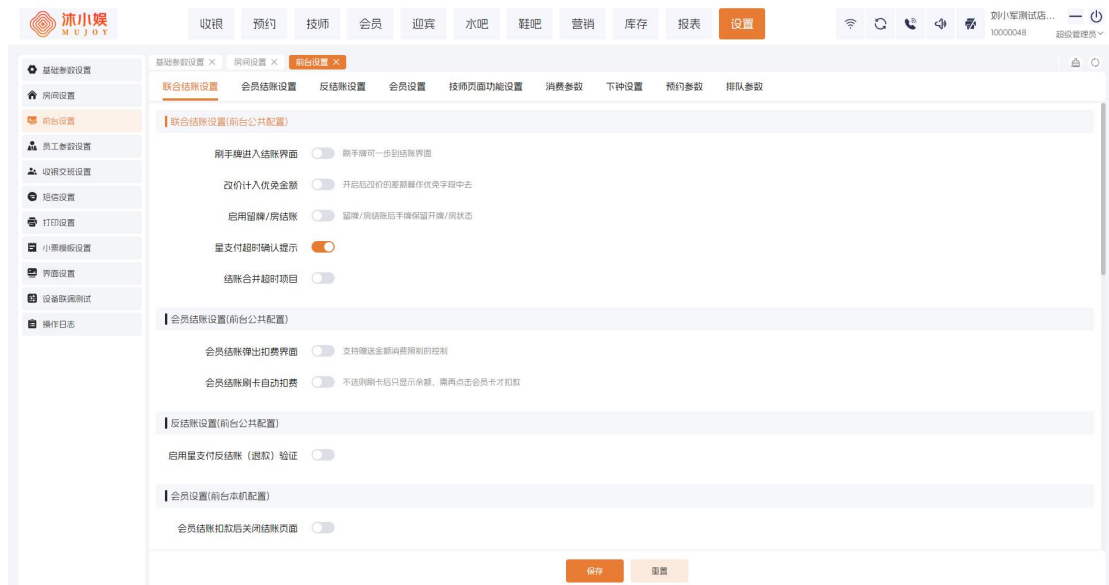 沐小娱
MUJOY
收银 预约 技师 会员 迎宾 水吧 鞋吧 营销 库存 报表 设置
刘小军测试店...
10000048 超级管理员
基础参数设置
房间设置
前台设置
员工参数设置
收银交班设置
短信设置
打印设置
小票模板设置
界面设置
设备联调测试
操作日志
基础参数设置 × 房间设置 × 前台设置 ×
联合结账设置 会员结账设置 反结账设置 会员设置 技师页面功能设置 消费参数 下钟设置 预约参数 排队参数
联合结账设置(前台公共配置)
刷手牌进入结账界面 刷手牌可一步到结账界面
改价计入优免金额 开启后改价的差额算作优免字段中去
启用留牌/房结账 留牌/房结账后手牌保留开牌/房状态
星支付超时确认提示
结账合并超时项目
会员结账设置(前台公共配置)
会员结账弹出扣费界面 支持赠送金额消费限制的控制
会员结账刷卡自动扣费 不选则刷卡后只显示余额，需再点击会员卡才扣款
反结账设置(前台公共配置)
启用星支付反结账（退款）验证
会员设置(前台本机配置)
会员结账扣款后关闭结账页面
保存 重置